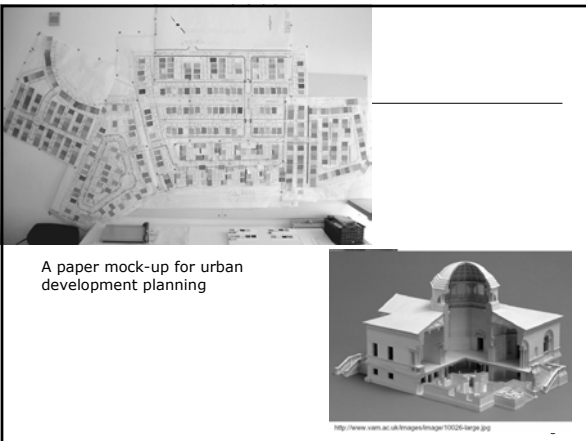 A paper mock-up for urban
development planning
http://www.vam.ac.uk/images/image/10026-large.jpg